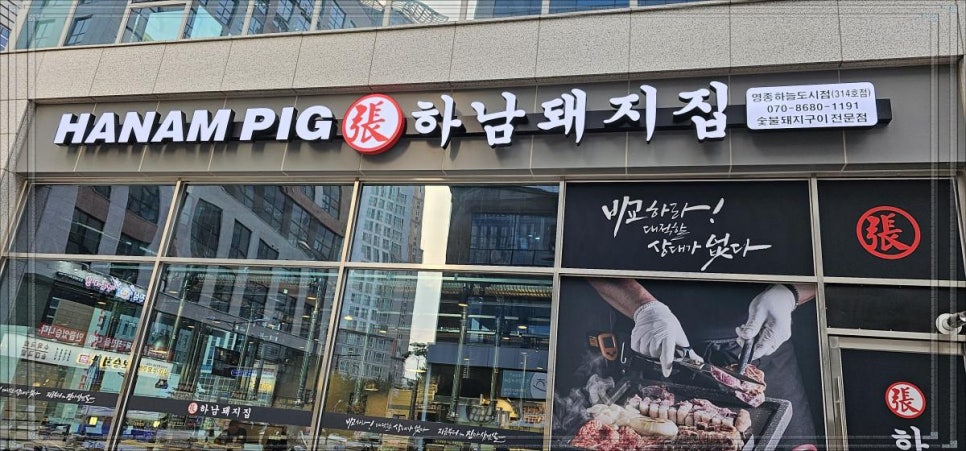 HANAM PIG 張 하남돼지집
영종하늘도시점(314호점)
070-8680-1191
숯불돼지구이전문점
비교하라~!
대적할
상대가 없다
張
張
張 하남돼지집
하